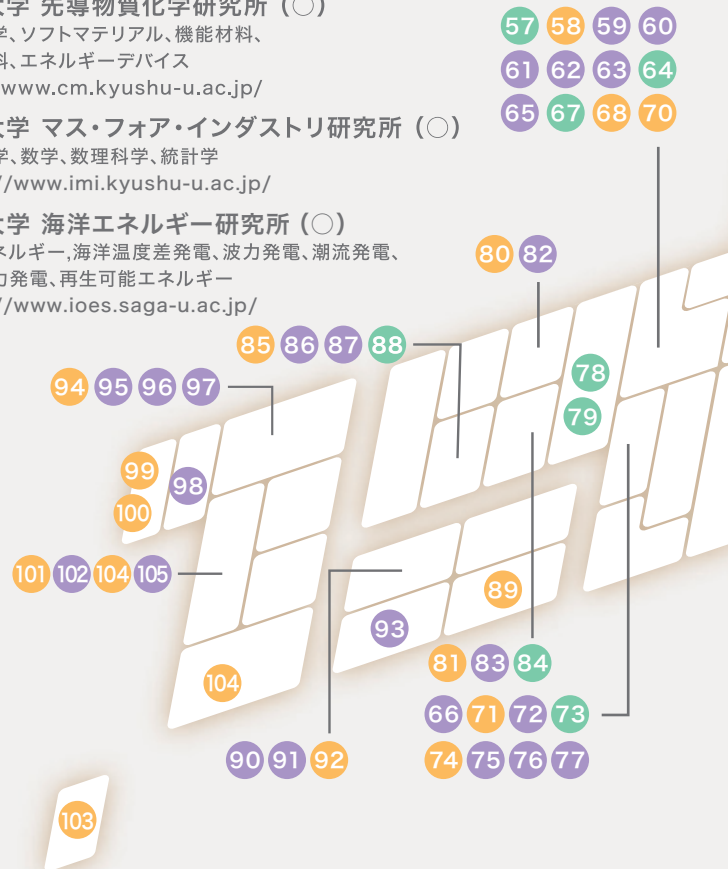 大学 先導物質化学研究所（○）
学、ソフトマテリアル、機能材料、
料、エネルギーデバイス
/www.cm.kyushu-u.ac.jp/
大学 マス・フォア・インダストリ研究所（○）
学、数学、数理科学、統計学
//www.imi.kyushu-u.ac.jp/
大学 海洋エネルギー研究所（○）
ネルギー,海洋温度差発電、波力発電、潮流発電、
力発電、再生可能エネルギー
//www.ioes.saga-u.ac.jp/
57 58 59 60
61 62 63 64
65 67 68 70
80 82
85 86 87 88
78
79
94 95 96 97
99
98
100
101 102 104 105
89
93
81 83 84
104
66 71 72 73
90 91 92
74 75 76 77
103